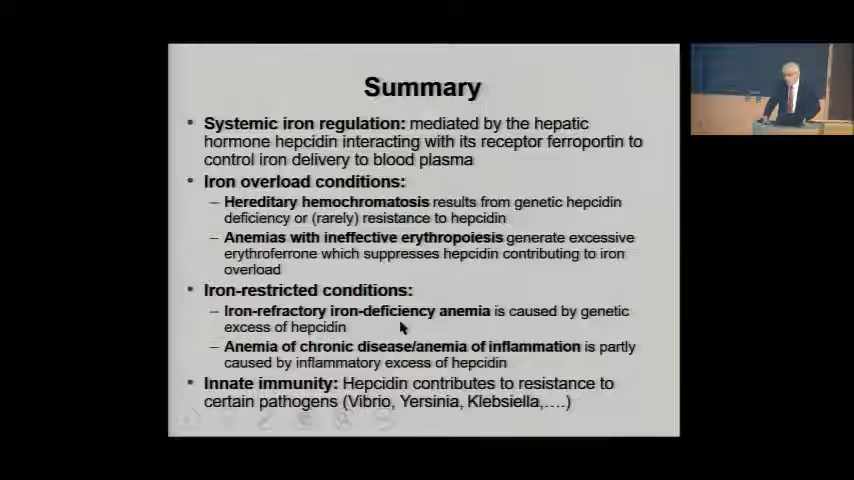 Summary
• Systemic iron regulation: mediated by the hepatic
hormone hepcidin interacting with its receptor ferroportin to
control iron delivery to blood plasma
• Iron overload conditions:
– Hereditary hemochromatosis results from genetic hepcidin
deficiency or (rarely) resistance to hepcidin
– Anemias with ineffective erythropoiesis generate excessive
erythroferrone which suppresses hepcidin contributing to iron
overload
• Iron-restricted conditions:
– Iron-refractory iron-deficiency anemia is caused by genetic
excess of hepcidin
– Anemia of chronic disease/anemia of inflammation is partly
caused by inflammatory excess of hepcidin
• Innate immunity: Hepcidin contributes to resistance to
certain pathogens (Vibrio, Yersinia, Klebsiella,….)